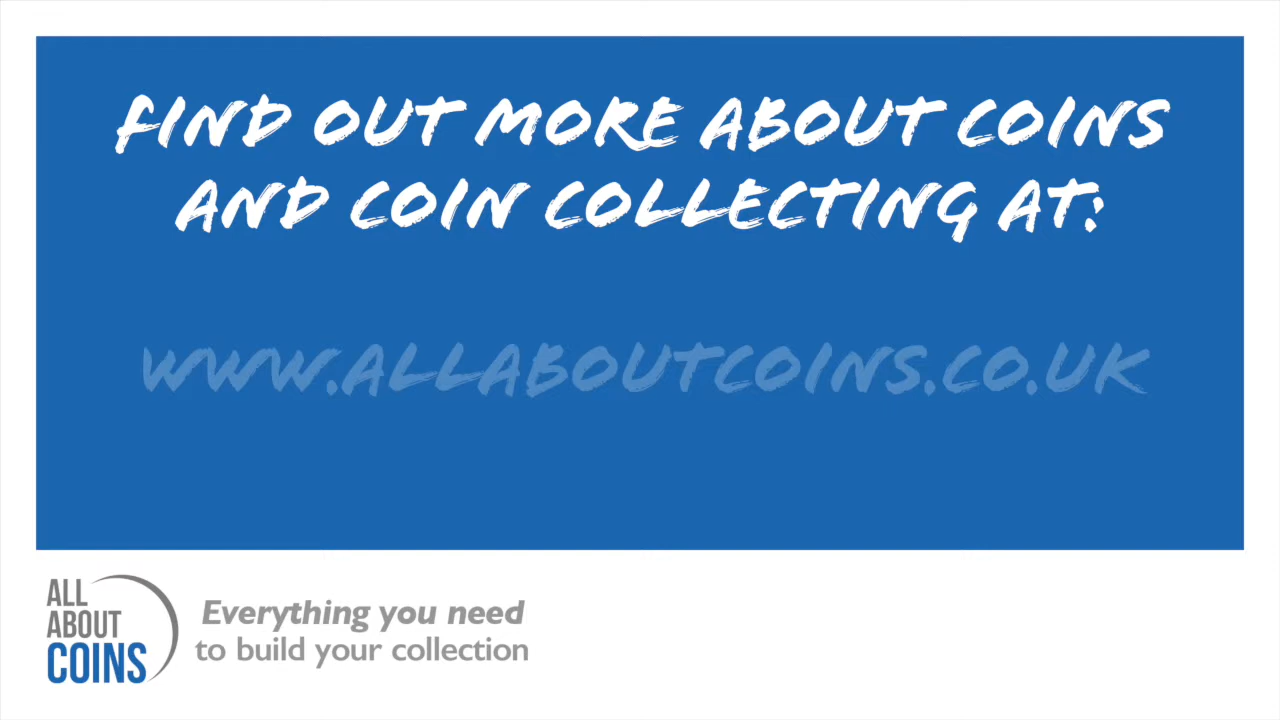 FIND OUT MORE ABOUT COINS
AND COIN COLLECTING AT:
WWW.ALLABOUTCOINS.CO.UK
ALL
ABOUT
COINS
Everything you need
to build your collection